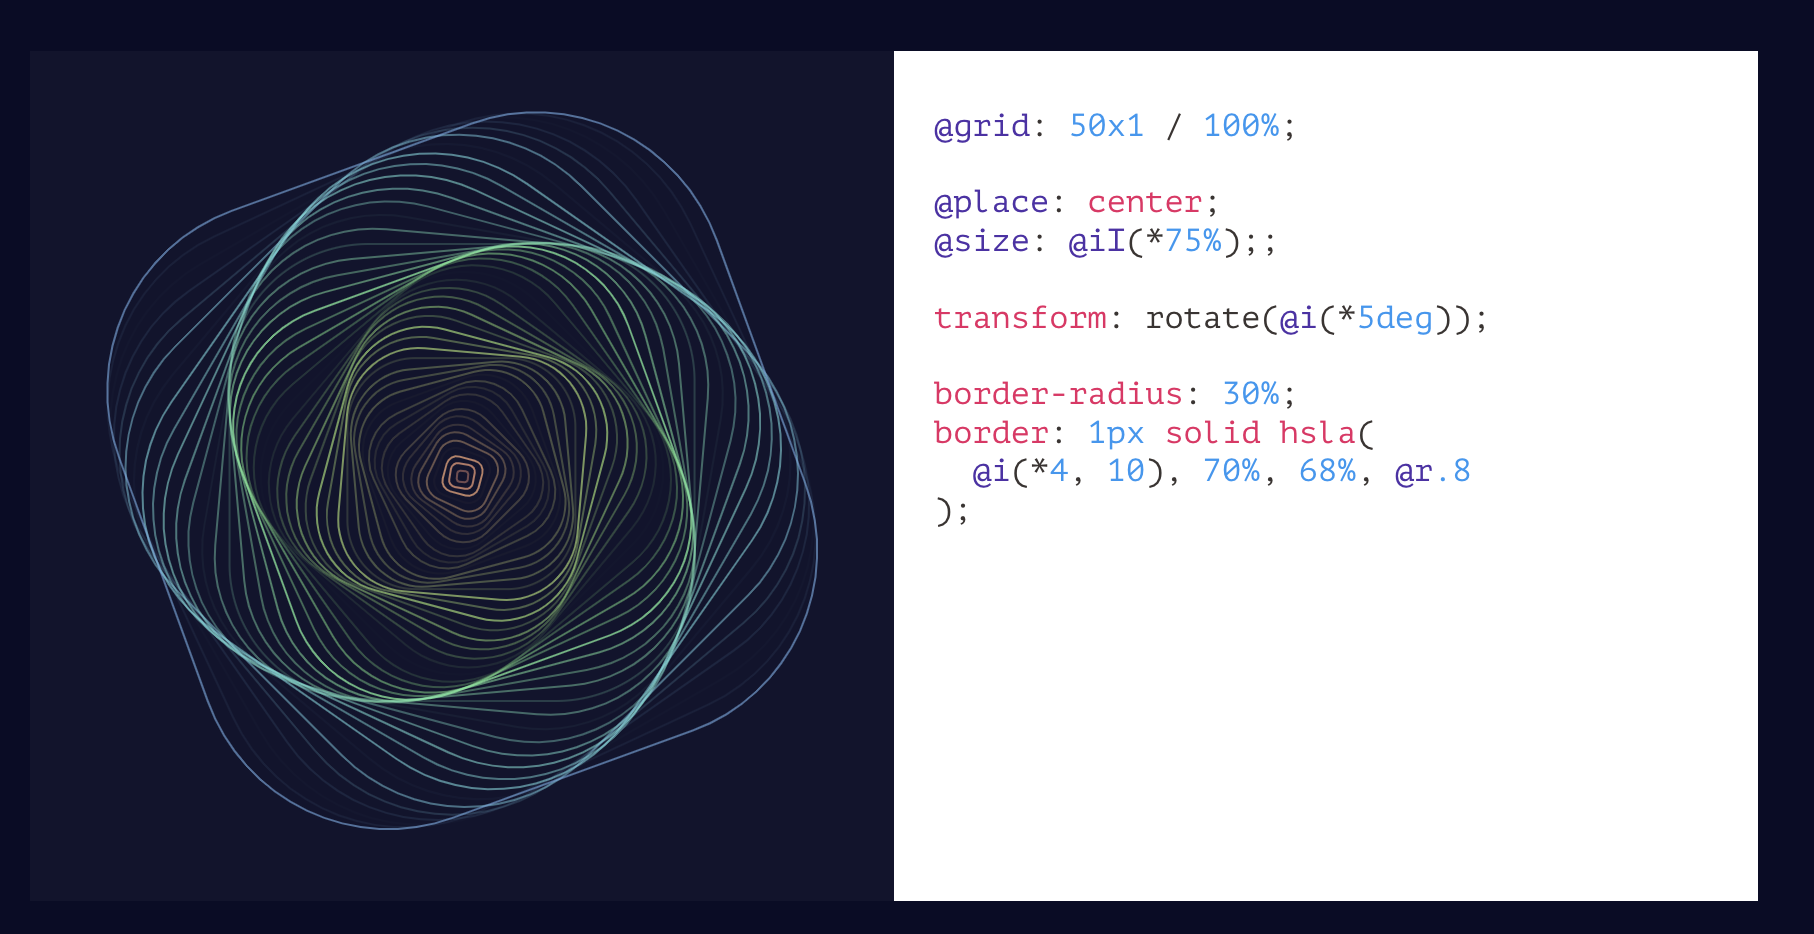 @grid: 50x1 / 100%;
@place: center;
@size: @iI(*75%);;
transform: rotate(@i(*5deg));
border-radius: 30%;
border: 1px solid hsla(
@i(*4, 10), 70%, 68%, @r.8
);